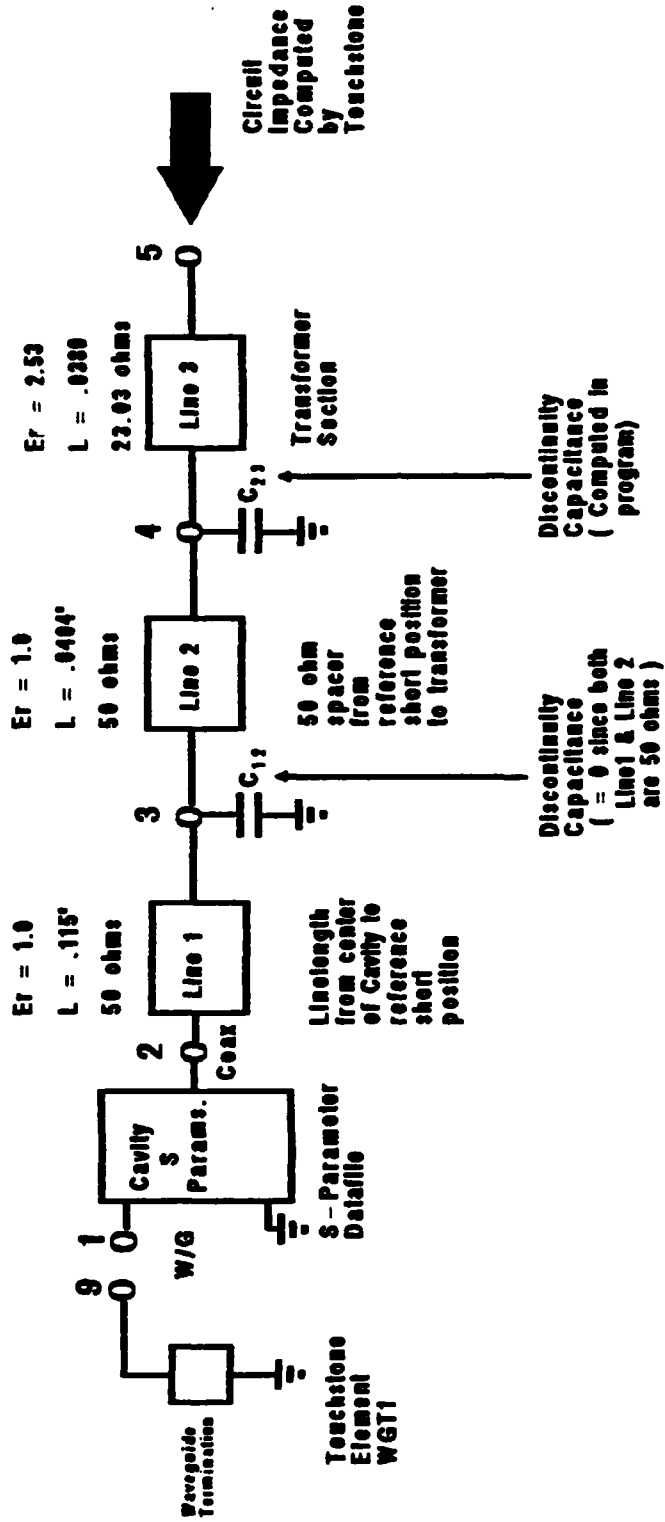 Waveguide
Termination
Touchstone
Element
WGT1
9
1
W/G
Cavity
S
Params.
S-Parameter
Datafile
2
Coax
Er = 1.0
L = .115"
50 ohms
Line 1
Linelength
from center
of Cavity to
reference
short
position
3
C12
Discontinuity
Capacitance
( = 0 since both
Line1 & Line 2
are 50 ohms )
Er = 1.0
L = .0404"
50 ohms
Line 2
50 ohm
spacer
from
reference
short position
to transformer
4
C23
Discontinuity
Capacitance
( Computed in
program)
Er = 2.53
L = .0380
23.03 ohms
Line 3
Transformer
Section
5
Circuit
Impedance
Computed
by
Touchstone